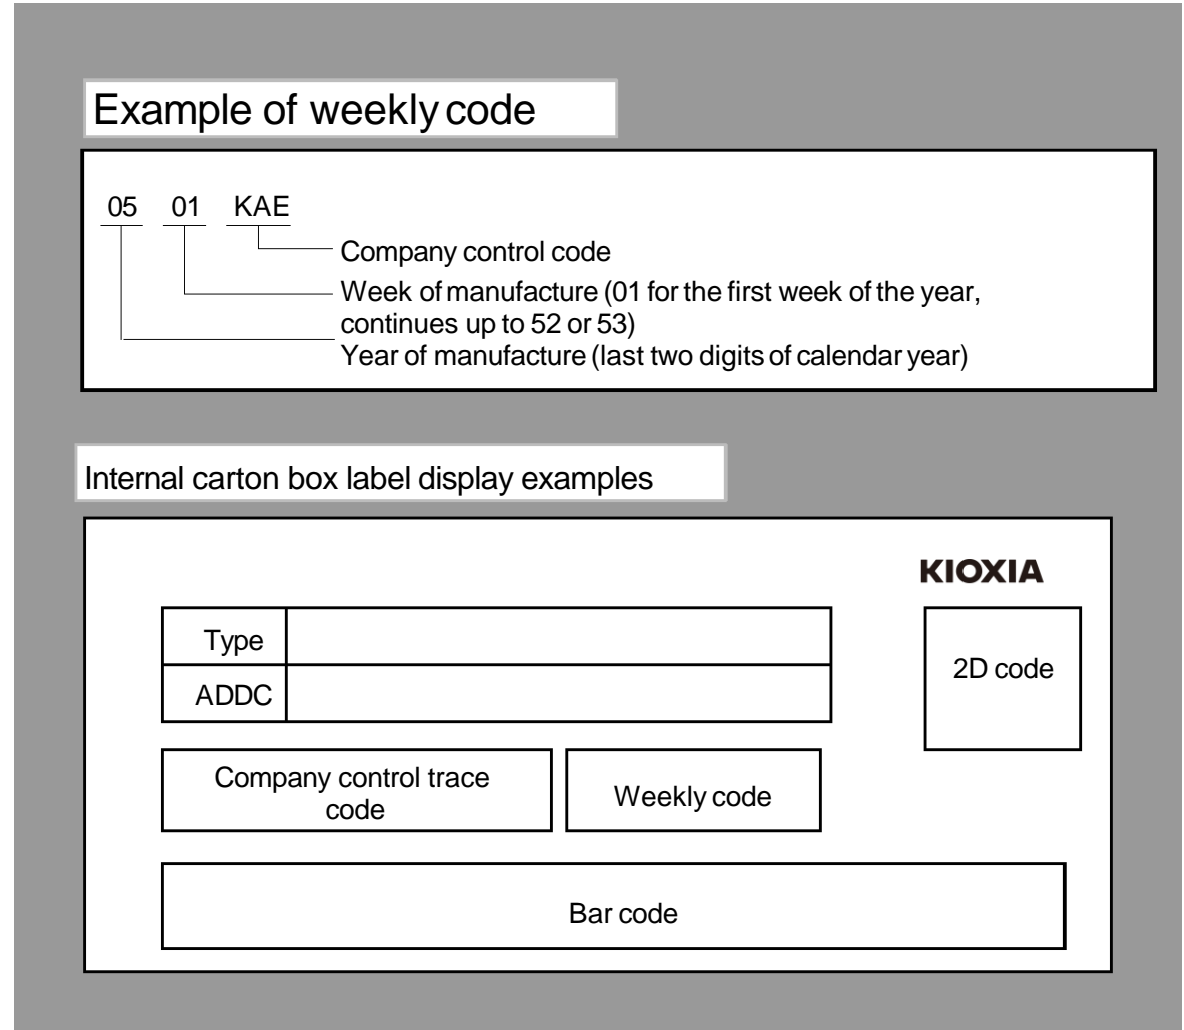 Example of weekly code
05 01 KAE
Company control code
Week of manufacture (01 for the first week of the year,
continues up to 52 or 53)
Year of manufacture (last two digits of calendar year)
Internal carton box label display examples
KIOXIA
Type
ADDC
2D code
Company control trace
code
Weekly code
Bar code